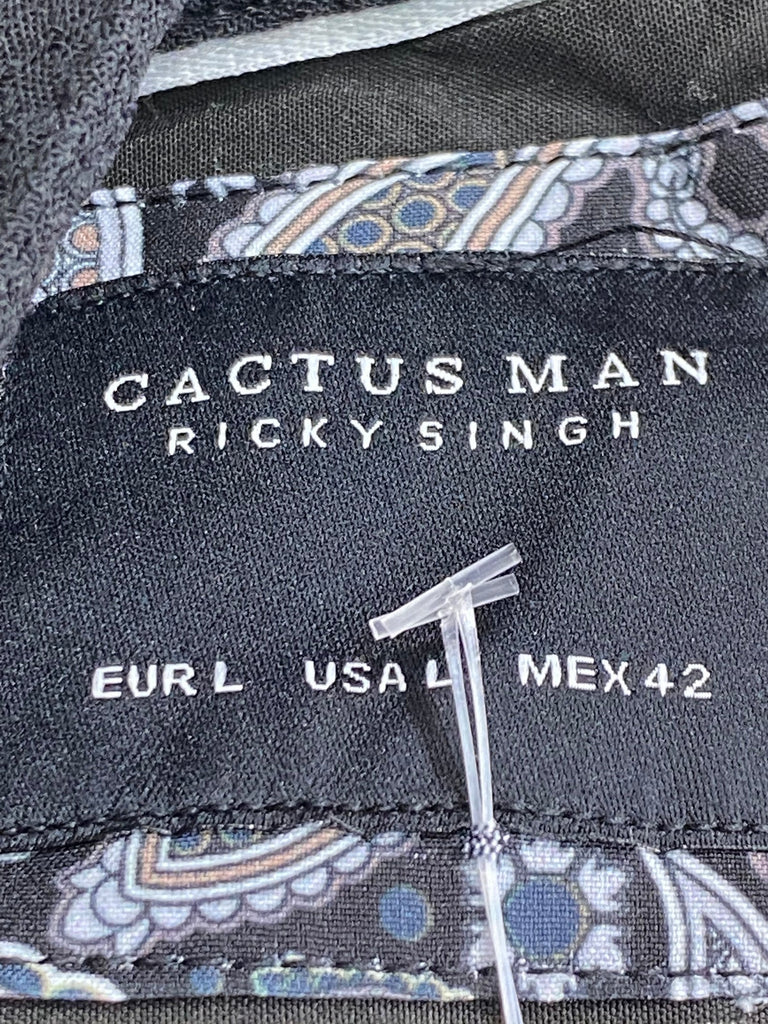 CACTUS MAN
RICKY SINGH
EUR L USA L MEX 42